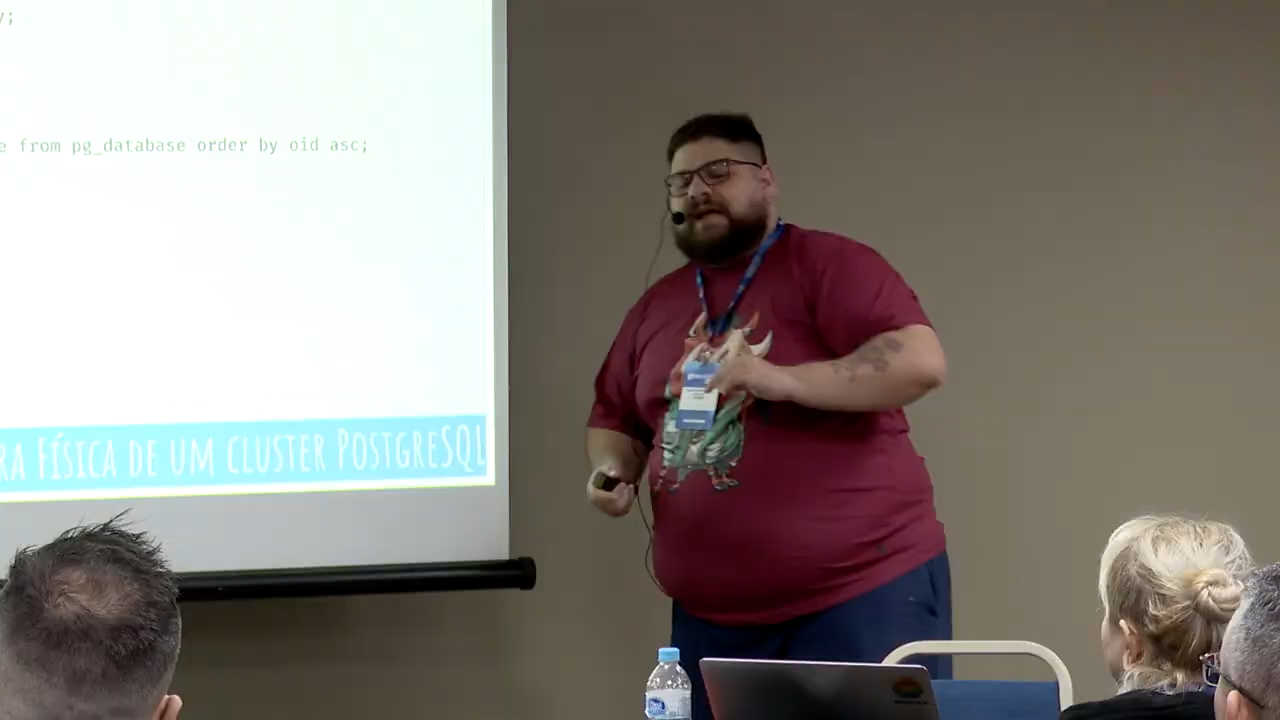 y;
e from pg_database order by oid asc;
RA FÍSICA DE UM CLUSTER POSTGRESQL